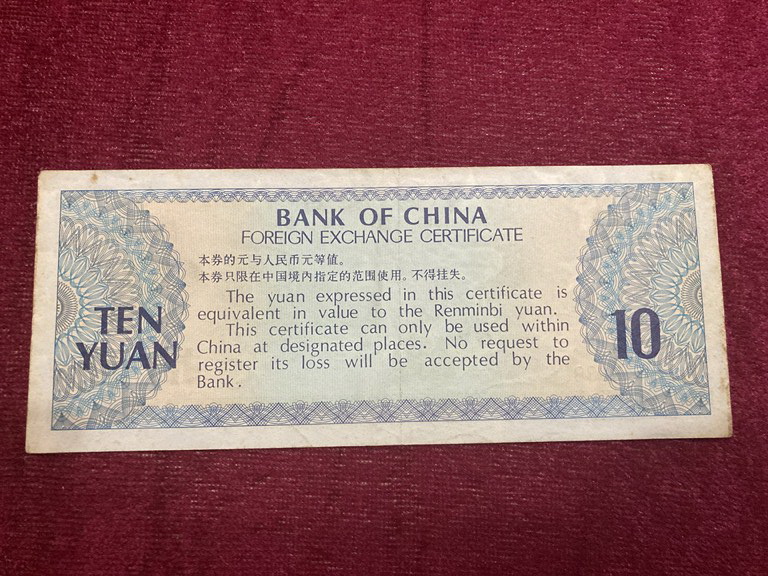 BANK OF CHINA
FOREIGN EXCHANGE CERTIFICATE
本券的元与人民币元等值。
本券只限在中国境内指定的范围使用。不得挂失。
The yuan expressed in this certificate is
equivalent in value to the Renminbi yuan.
This certificate can only be used within
China at designated places. No request to
register its loss will be accepted by the
Bank.
TEN
YUAN
10